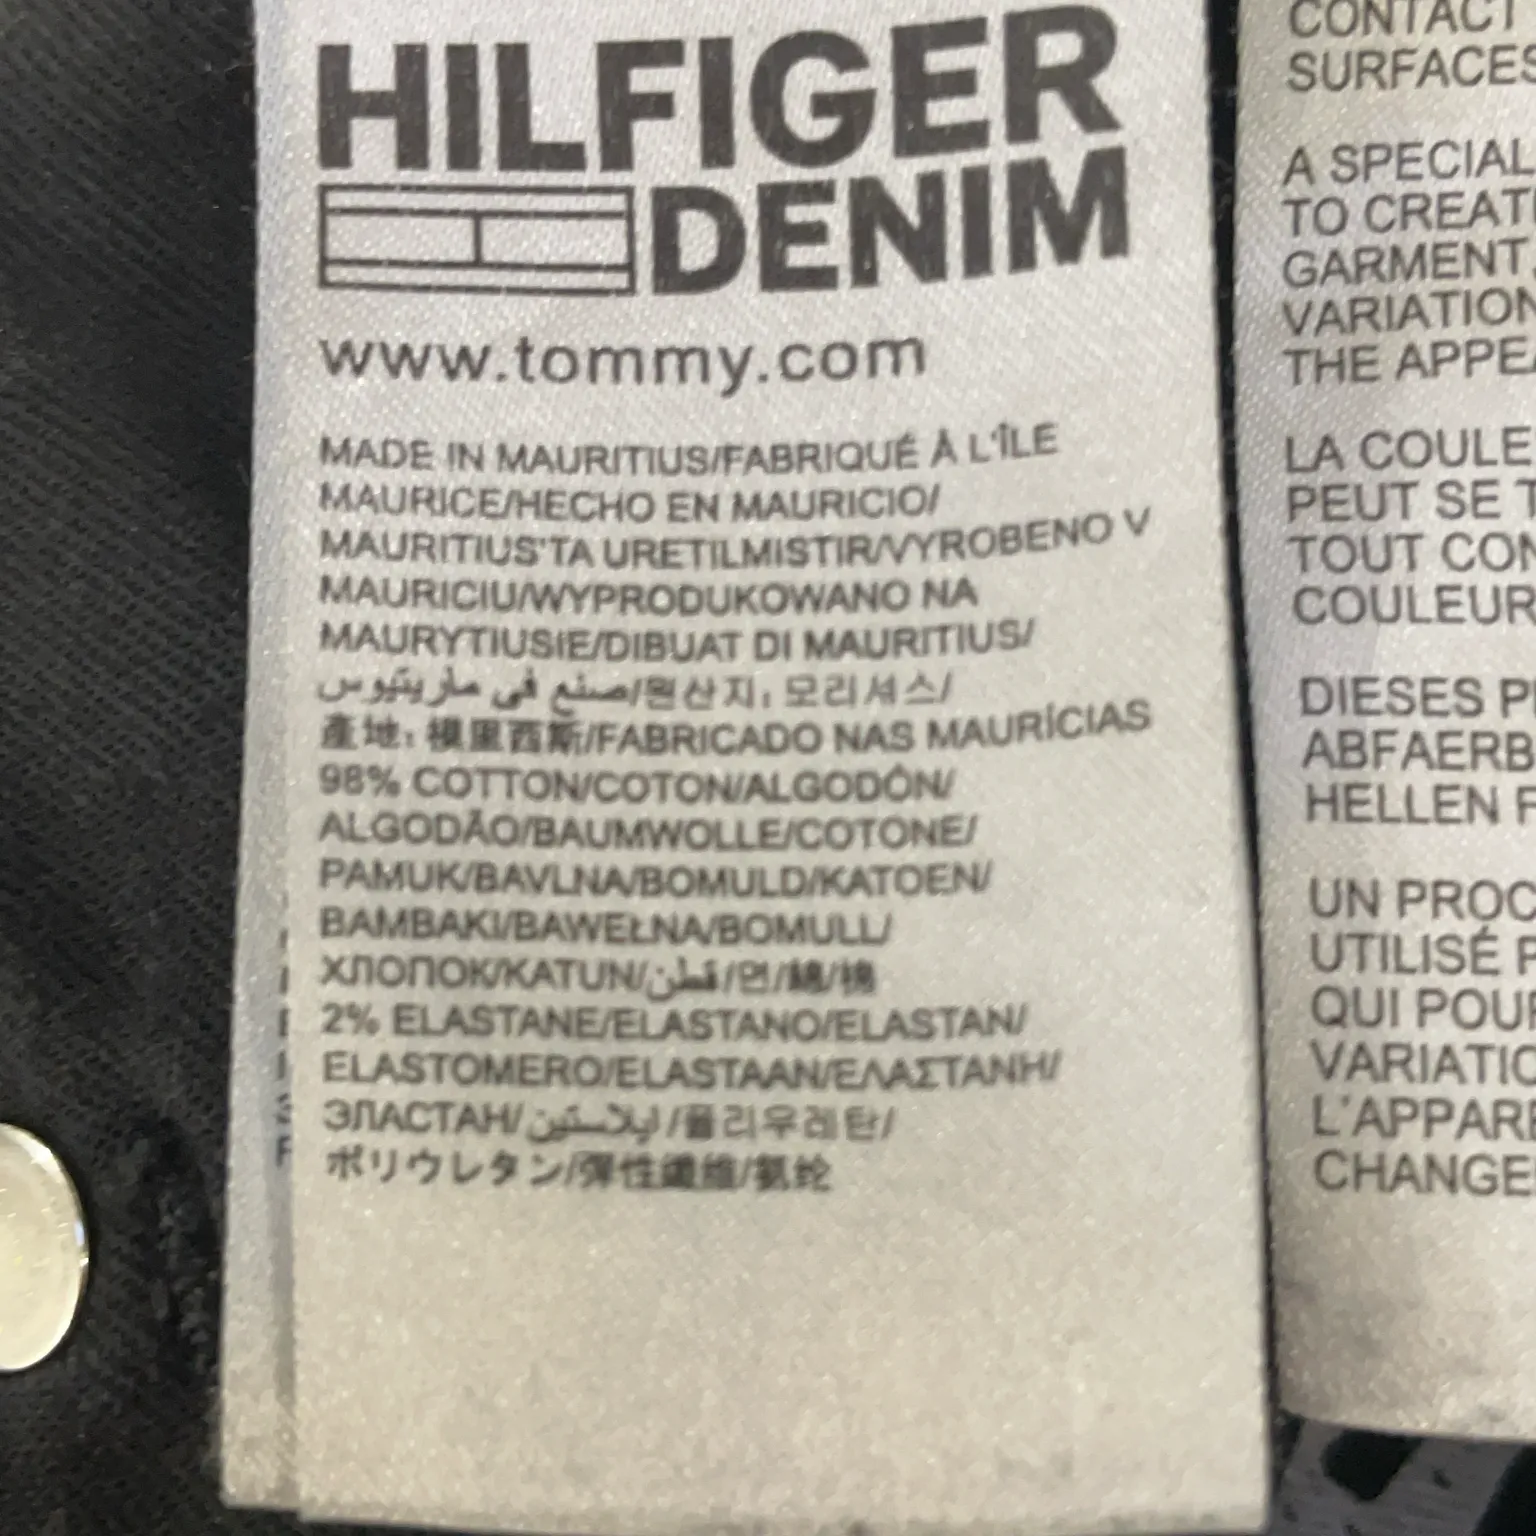 HILFIGER
DENIM
www.tommy.com
MADE IN MAURITIUS/FABRIQUÉ À L'ÎLE
MAURICE/HECHO EN MAURICIO/
MAURITIUS'TA URETILMISTIR/VYROBENO V
MAURICIU/WYPRODUKOWANO NA
MAURYTIUSIE/DIBUAT DI MAURITIUS/
صنع في ماريتيوس/원산지: 모리셔스/
產地: 模里西斯/FABRICADO NAS MAURÍCIAS
98% COTTON/COTON/ALGODÓN/
ALGODÃO/BAUMWOLLE/COTONE/
PAMUK/BAVLNA/BOMULD/KATOEN/
BAMBAKI/BAWEŁNA/BOMULL/
ХЛОПОК/KATUN/قطن/면/綿/棉
2% ELASTANE/ELASTANO/ELASTAN/
ELASTOMERO/ELASTAAN/ΕΛΑΣΤΑΝΗ/
ЭЛАСТАН/ايلاستين/폴리우레탄/
ポリウレタン/彈性纖維/氨纶
CONTACT
SURFACES
A SPECIAL
TO CREAT
GARMENT.
VARIATION
THE APPEA
LA COULE
PEUT SE T
TOUT CON
COULEUR
DIESES P
ABFAERB
HELLEN F
UN PROC
UTILISÉ P
QUI POUR
VARIATIO
L'APPARE
CHANGE